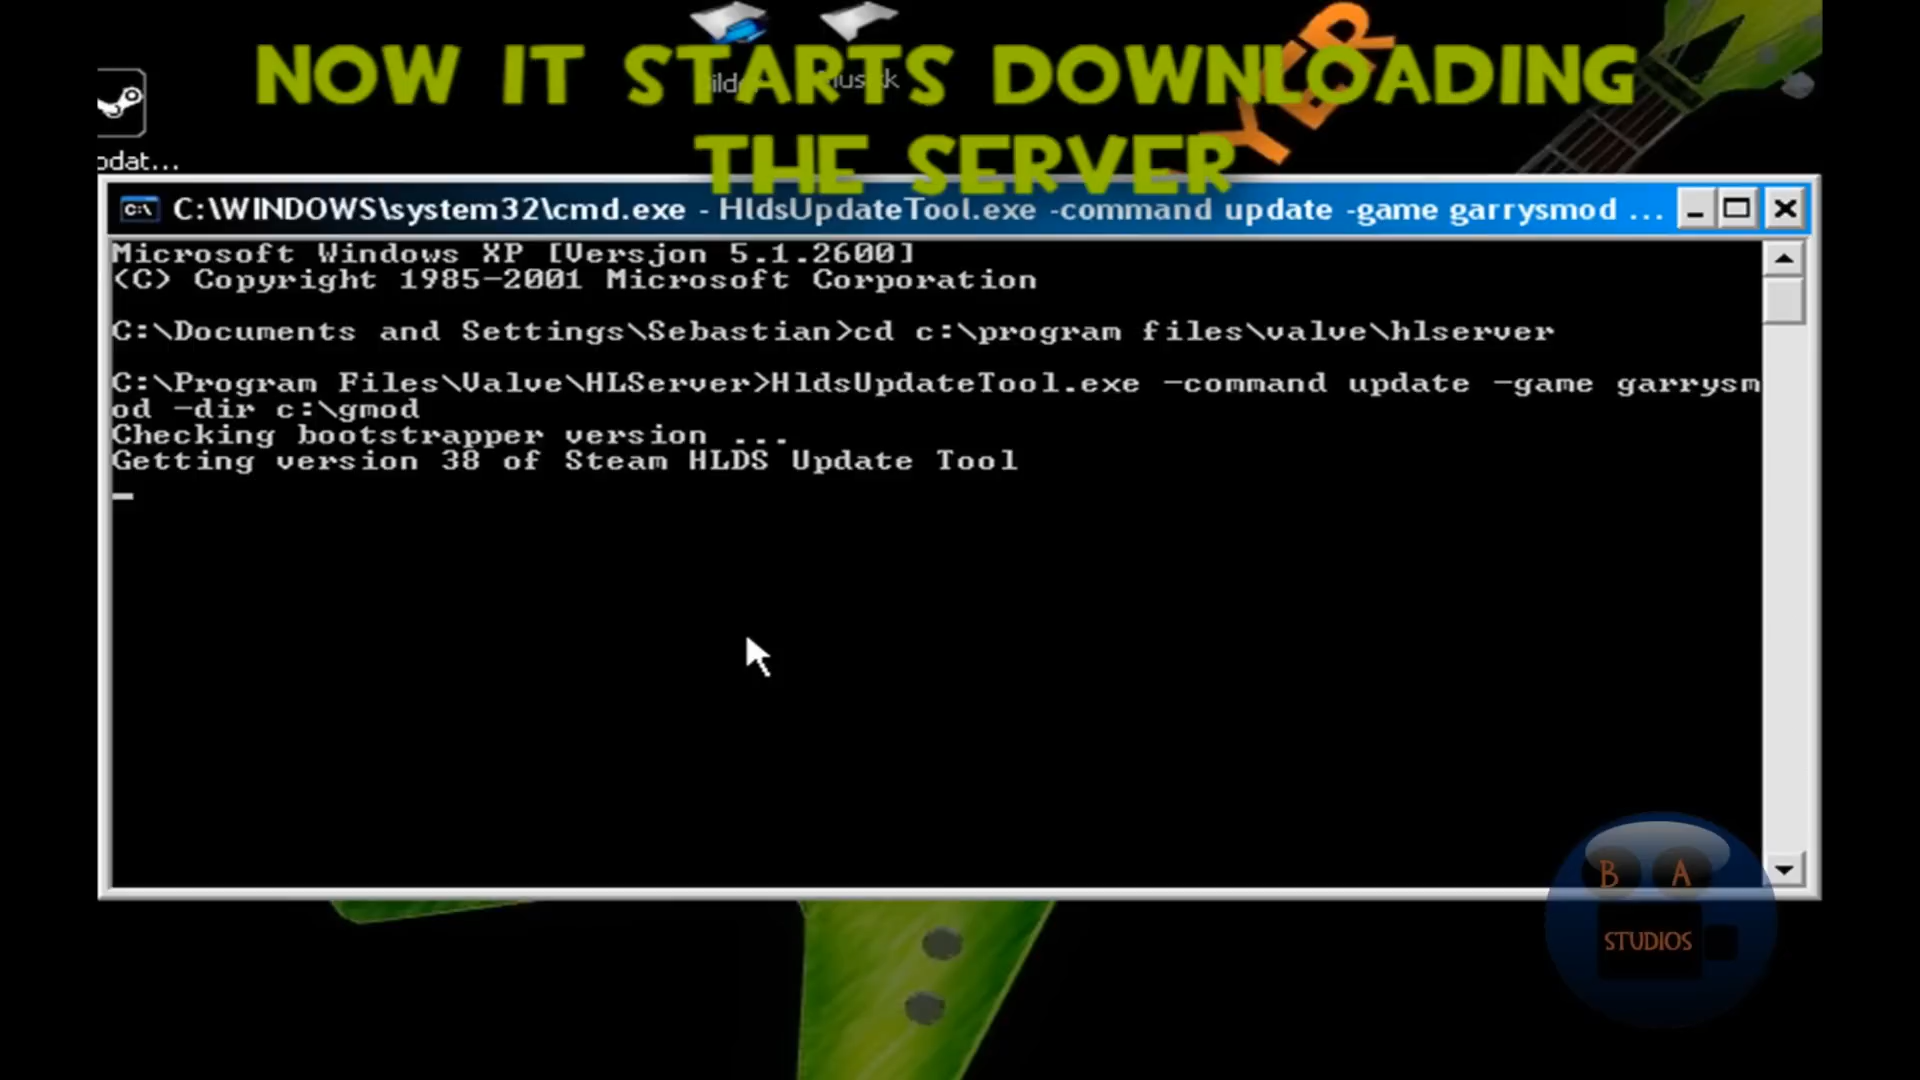 NOW IT STARTS DOWNLOADING
THE SERVER
YER
pdat...
C:\WINDOWS\system32\cmd.exe - HldsUpdateTool.exe -command update -game garrysmod ...
Microsoft Windows XP [Versjon 5.1.2600]
(C) Copyright 1985-2001 Microsoft Corporation
C:\Documents and Settings\Sebastian>cd c:\program files\valve\hlserver
C:\Program Files\Valve\HLServer>HldsUpdateTool.exe -command update -game garrysm
od -dir c:\gmod
Checking bootstrapper version ...
Getting version 38 of Steam HLDS Update Tool
B A
STUDIOS